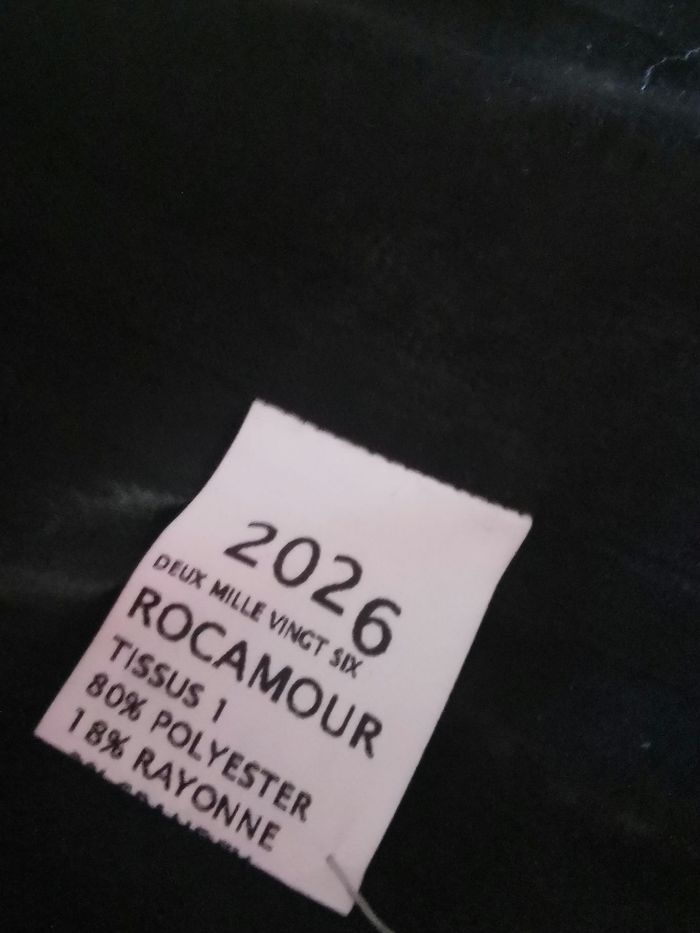 2026
DEUX MILLE VINGT SIX
ROCAMOUR
TISSUS 1
80% POLYESTER
18% RAYONNE